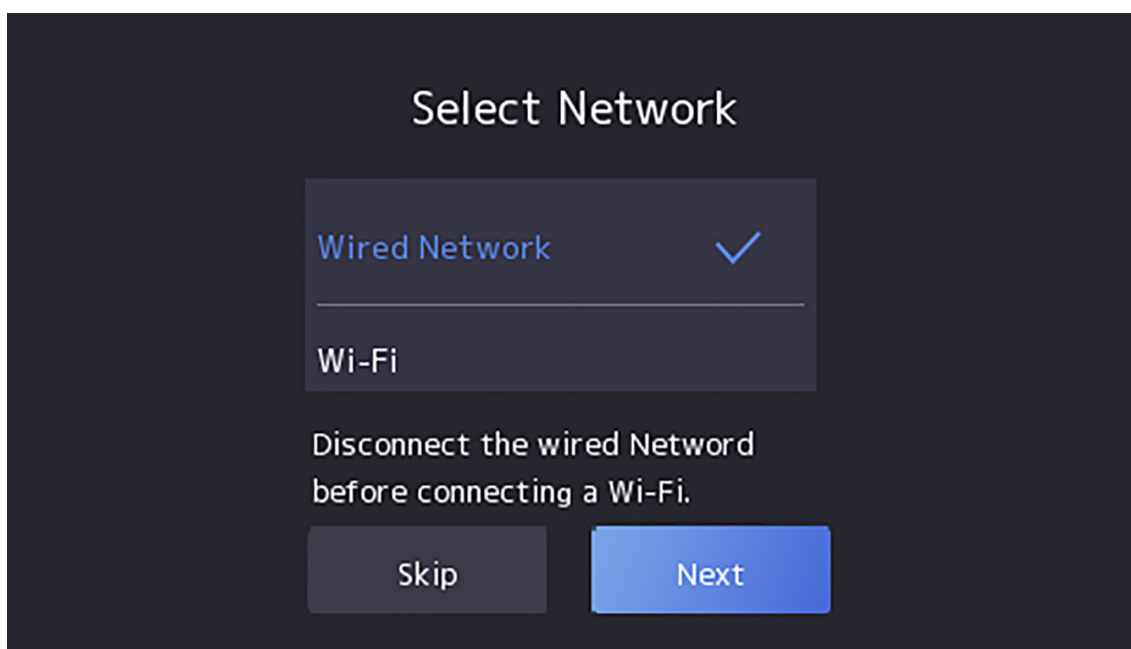 Select Network
Wired Network
Wi-Fi
Disconnect the wired Netword
before connecting a Wi-Fi.
Skip
Next